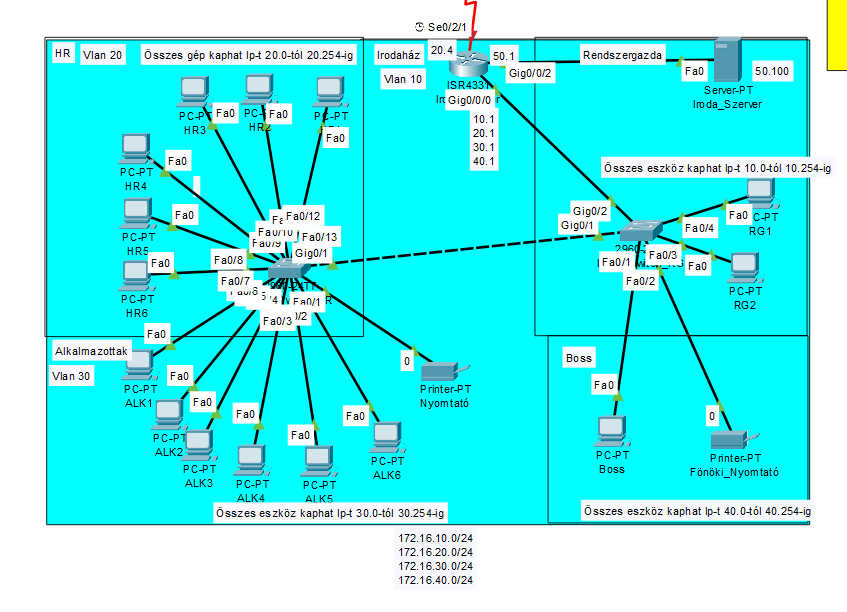 Se0/2/1
HR
Vlan 20
Összes gép kaphat Ip-t 20.0-tól 20.254-ig
Irodaház
20.4
50.1
Vlan 10
ISR4331
Gig0/0/2
Gig0/0/0
10.1
20.1
30.1
40.1
Rendszergazda
Fa0
50.100
Server-PT
Iroda_Szerver
PC-PT
HR3
Fa0
HR2
Fa0
PC-PT
Fa0
PC-PT
HR4
Fa0
PC-PT
HR5
Fa0
PC-PT
HR6
Fa0
Összes eszköz kaphat Ip-t 10.0-tól 10.254-ig
Gig0/2
Gig0/1
Fa0/4
Fa0
RG1
Fa0/1
Fa0/3
Fa0/2
Fa0
PC-PT
RG2
Fa0/12
Fa0/10
Fa0/13
Fa0/9
Gig0/1
Fa0/8
Fa0/7
Fa0/1
Fa0/3
Alkalmazottak
Vlan 30
Fa0
PC-PT
ALK1
Fa0
PC-PT
ALK2
Fa0
PC-PT
ALK3
Fa0
PC-PT
ALK4
Fa0
PC-PT
ALK5
Fa0
PC-PT
ALK6
0
Printer-PT
Nyomtató
Boss
Fa0
PC-PT
Boss
0
Printer-PT
Főnöki_Nyomtató
Összes eszköz kaphat Ip-t 30.0-tól 30.254-ig
Összes eszköz kaphat Ip-t 40.0-tól 40.254-ig
172.16.10.0/24
172.16.20.0/24
172.16.30.0/24
172.16.40.0/24